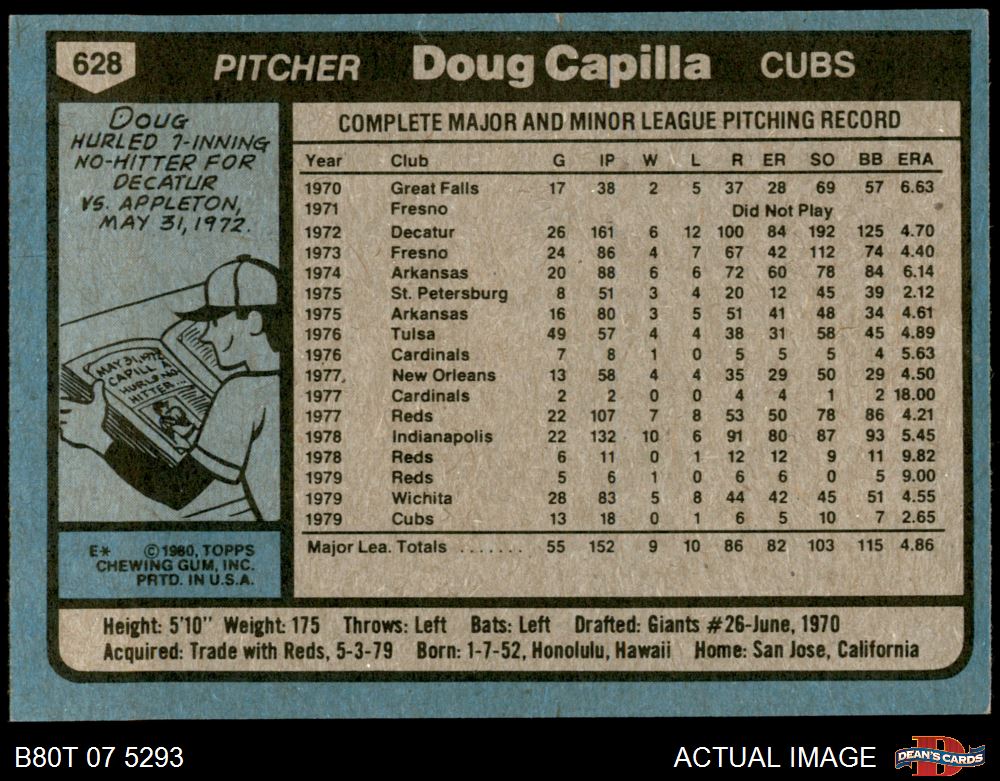 628 PITCHER Doug Capilla CUBS
DOUG
HURLED 7-INNING
NO-HITTER FOR
DECATUR
VS. APPLETON,
MAY 31, 1972.
MAY 31, 1972
CAPILLA
HURLS NO
HITTER...
E* ©1980, TOPPS
CHEWING GUM, INC.
PRTD. IN U.S.A.
COMPLETE MAJOR AND MINOR LEAGUE PITCHING RECORD
Year Club G IP W L R ER SO BB ERA
1970 Great Falls 17 38 2 5 37 28 69 57 6.63
1971 Fresno Did Not Play
1972 Decatur 26 161 6 12 100 84 192 125 4.70
1973 Fresno 24 86 4 7 67 42 112 74 4.40
1974 Arkansas 20 88 6 6 72 60 78 84 6.14
1975 St. Petersburg 8 51 3 4 20 12 45 39 2.12
1975 Arkansas 16 80 3 5 51 41 48 34 4.61
1976 Tulsa 49 57 4 4 38 31 58 45 4.89
1976 Cardinals 7 8 1 0 5 5 5 4 5.63
1977 New Orleans 13 58 4 4 35 29 50 29 4.50
1977 Cardinals 2 2 0 0 4 4 1 2 18.00
1977 Reds 22 107 7 8 53 50 78 86 4.21
1978 Indianapolis 22 132 10 6 91 80 87 93 5.45
1978 Reds 6 11 0 1 12 12 9 11 9.82
1979 Reds 5 6 1 0 6 6 0 5 9.00
1979 Wichita 28 83 5 8 44 42 45 51 4.55
1979 Cubs 13 18 0 1 6 5 10 7 2.65
Major Lea. Totals ....... 55 152 9 10 86 82 103 115 4.86
Height: 5'10" Weight: 175 Throws: Left Bats: Left Drafted: Giants #26-June, 1970
Acquired: Trade with Reds, 5-3-79 Born: 1-7-52, Honolulu, Hawaii Home: San Jose, California
B80T 07 5293 ACTUAL IMAGE DEAN'S CARDS